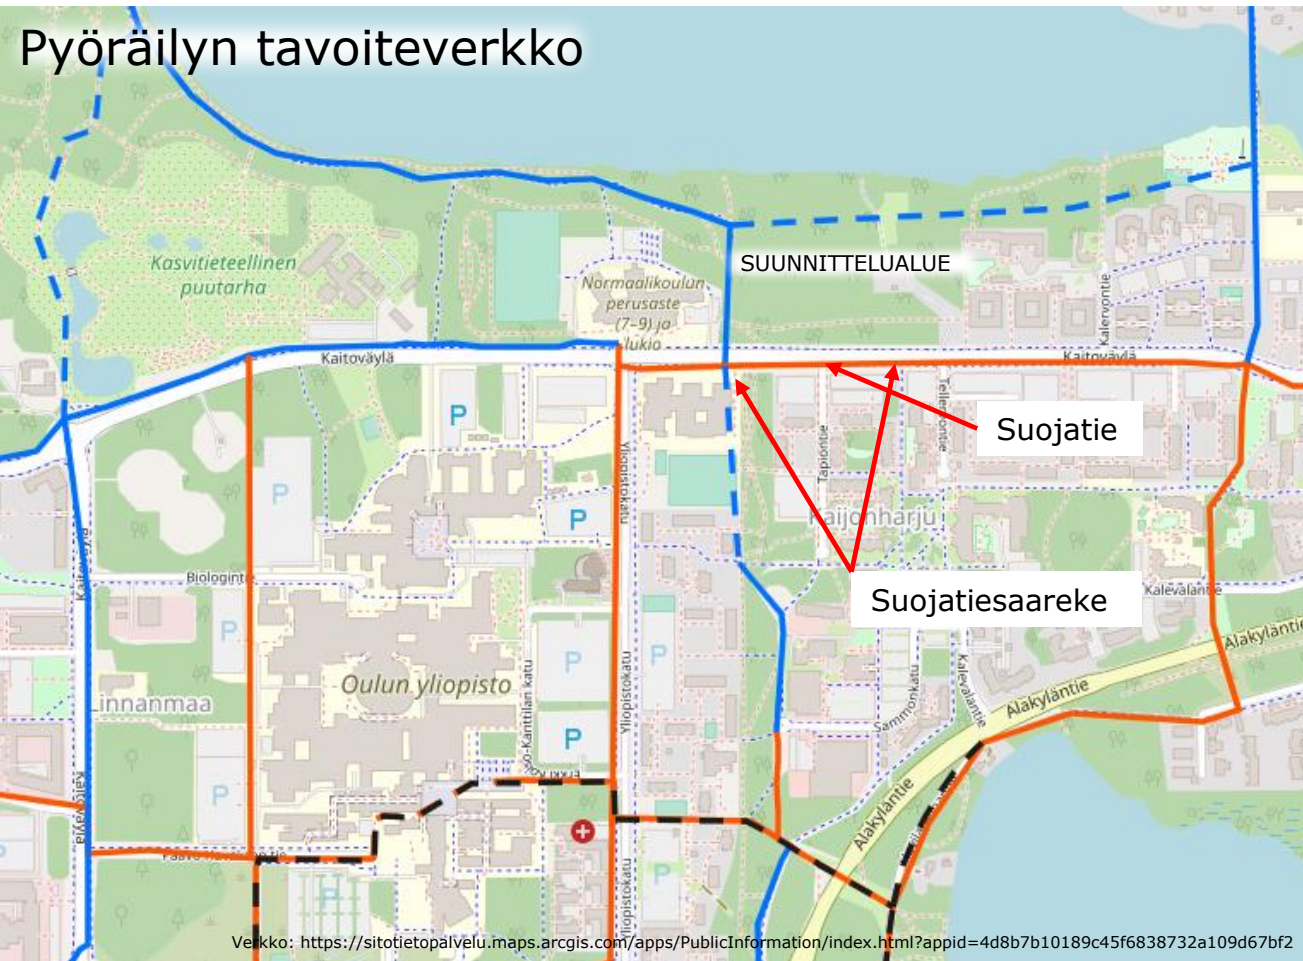 Pyöräilyn tavoiteverkko
SUUNNITTELUALUE
Kasvitieteellinen
puutarha
Normaalikoulun
perusaste
(7–9) ja
lukio
Kalervontie
Kaitoväylä
Kaitoväylä
Suojatie
P
Tellervontie
Tapiontie
Yliopistokatu
P
P
Kaijonharju
Biologintie
Suojatiesaareke
Kalevalantie
P
Alakyläntie
P
P
Oulun yliopisto
Yliopistokatu
Kalevalantie
Sammonkatu
Alakyläntie
Linnanmaa
P
Kaitoväylä
P
Alakyläntie
P
Yliopistokatu
P
Verkko: https://sitotietopalvelu.maps.arcgis.com/apps/PublicInformation/index.html?appid=4d8b7b10189c45f6838732a109d67bf2